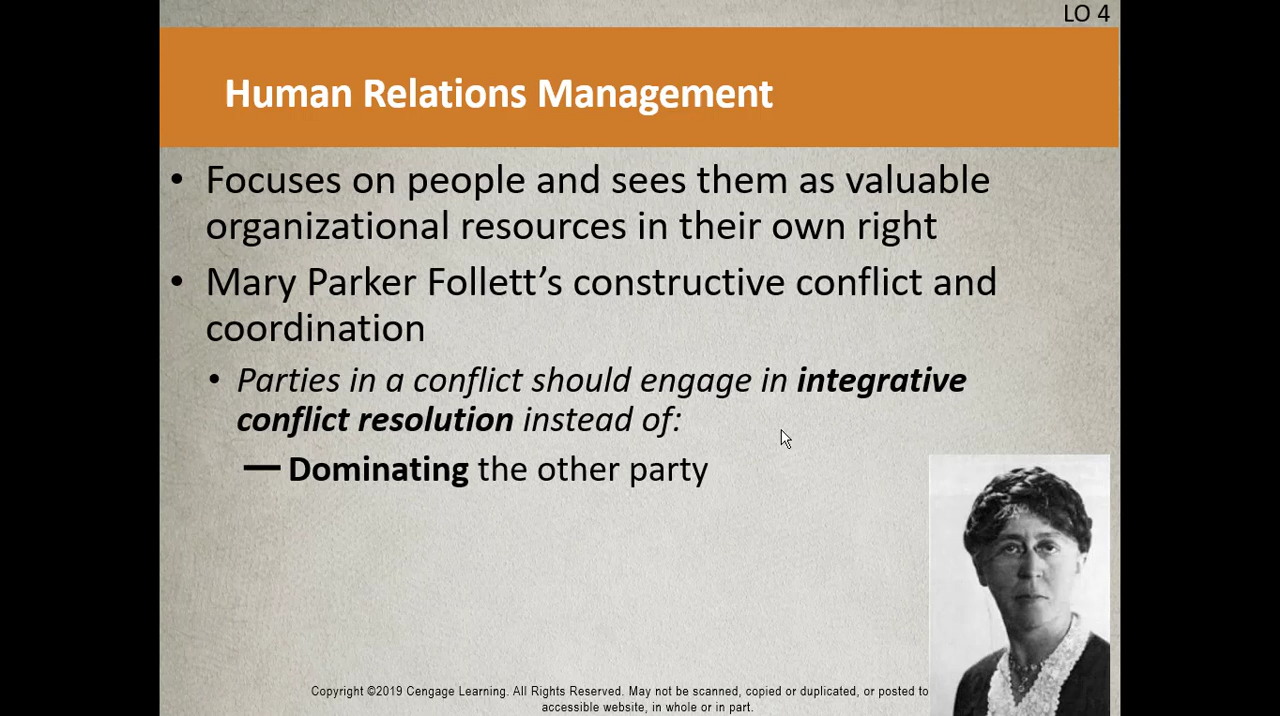 LO 4
Human Relations Management
• Focuses on people and sees them as valuable
organizational resources in their own right
• Mary Parker Follett’s constructive conflict and
coordination
• Parties in a conflict should engage in integrative
conflict resolution instead of:
— Dominating the other party
Copyright ©2019 Cengage Learning. All Rights Reserved. May not be scanned, copied or duplicated, or posted to
accessible website, in whole or in part.